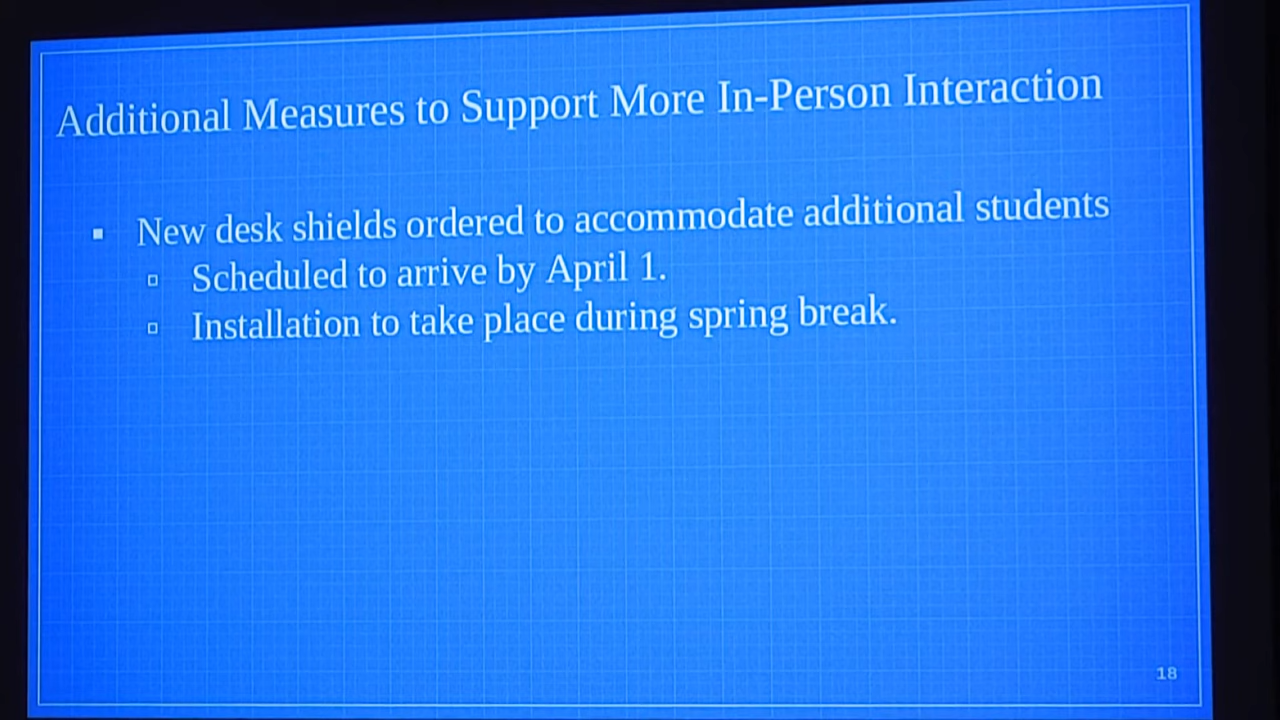 Additional Measures to Support More In-Person Interaction
▪ New desk shields ordered to accommodate additional students
▫ Scheduled to arrive by April 1.
▫ Installation to take place during spring break.
18